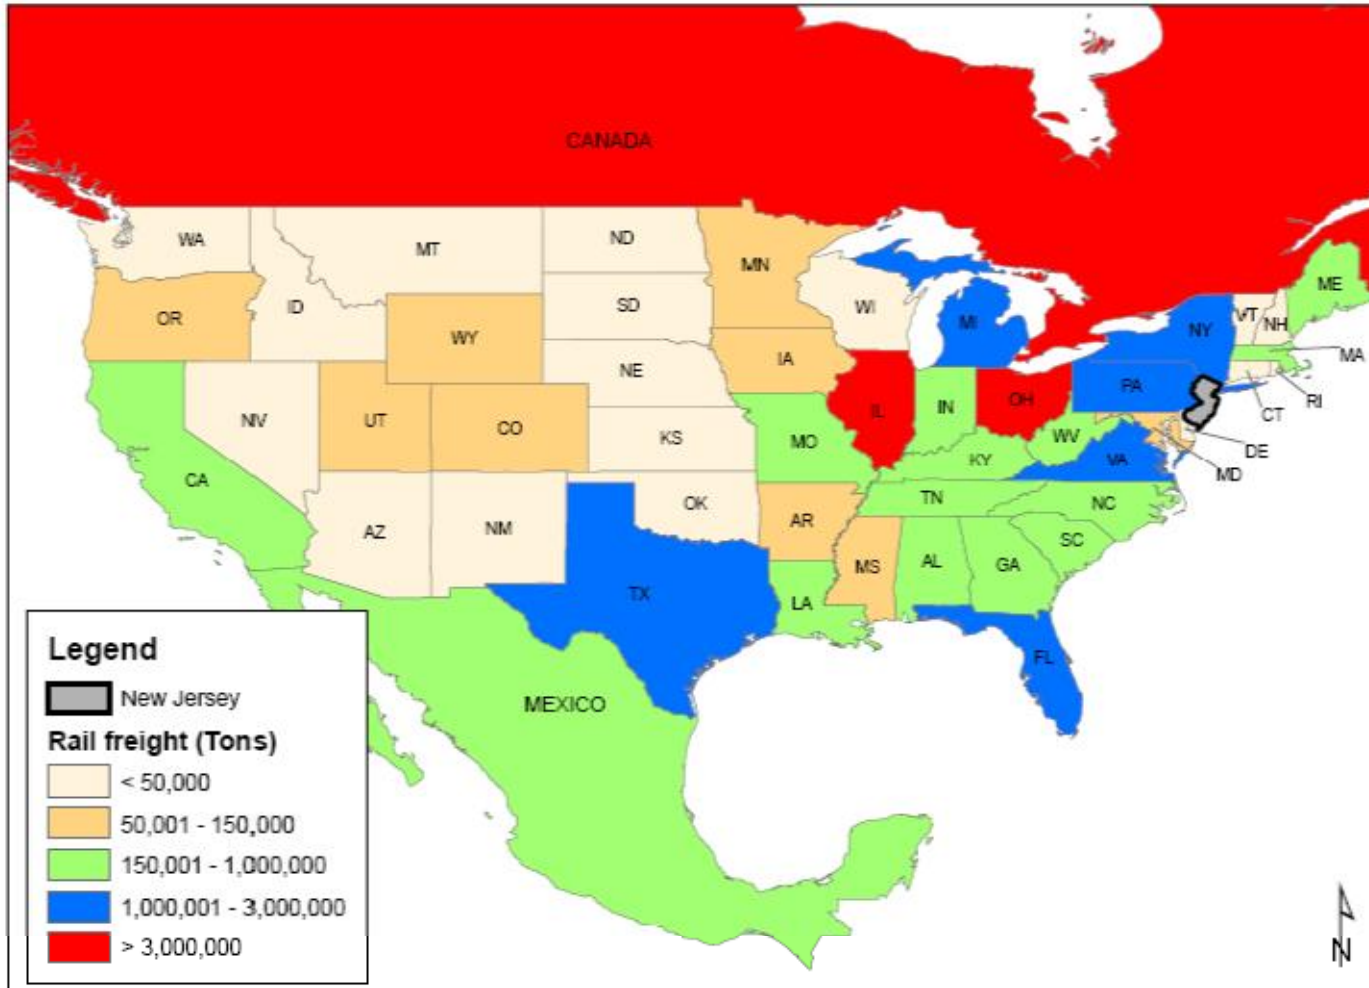 CANADA
WA
MT
ND
MN
ID
SD
WI
MI
OR
WY
IA
NE
NV
UT
CO
KS
MO
IL
IN
OH
PA
NY
VT
NH
ME
MA
RI
CT
DE
MD
WV
VA
KY
CA
AZ
NM
OK
AR
TN
NC
SC
MS
AL
GA
TX
LA
FL
MEXICO
Legend
New Jersey
Rail freight (Tons)
< 50,000
50,001 - 150,000
150,001 - 1,000,000
1,000,001 - 3,000,000
> 3,000,000
N